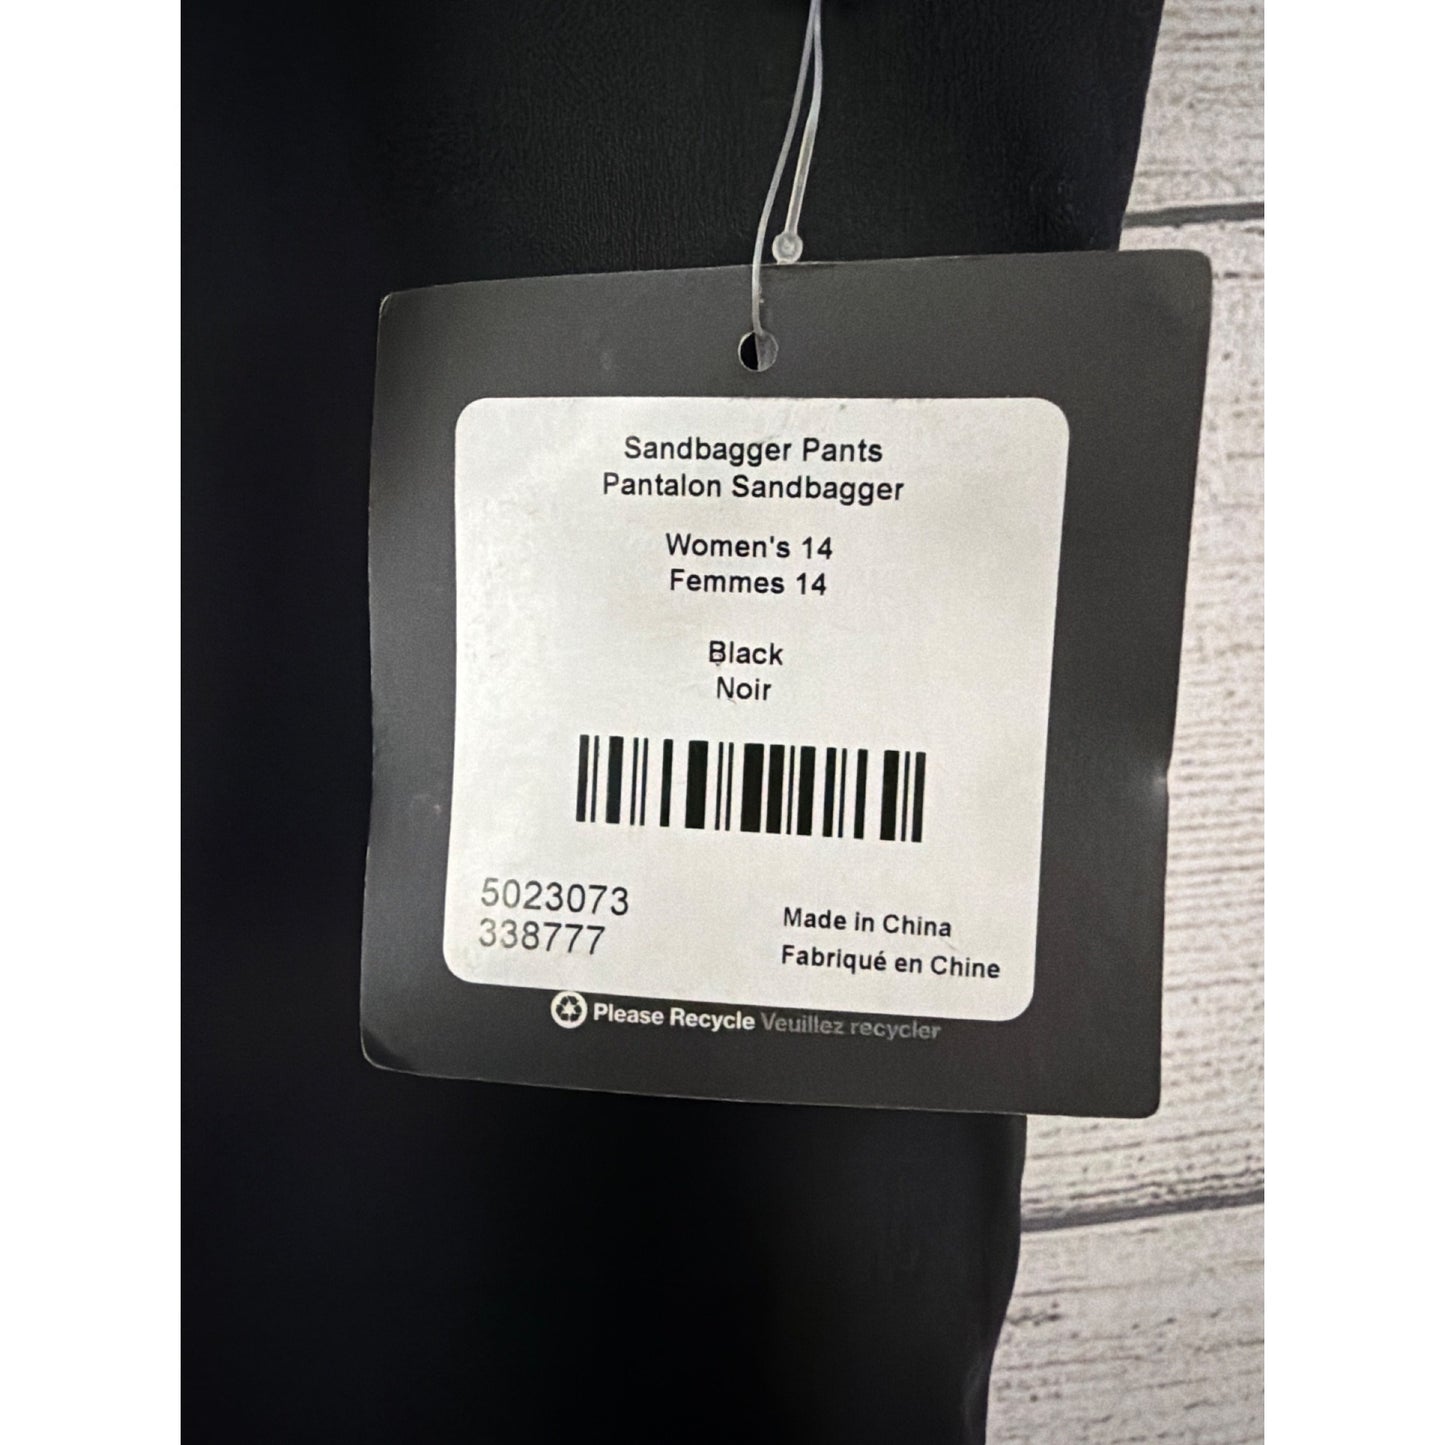 Sandbagger Pants
Pantalon Sandbagger
Women's 14
Femmes 14
Black
Noir
5023073
338777
Made in China
Fabriqué en Chine
Please Recycle Veuillez recycler